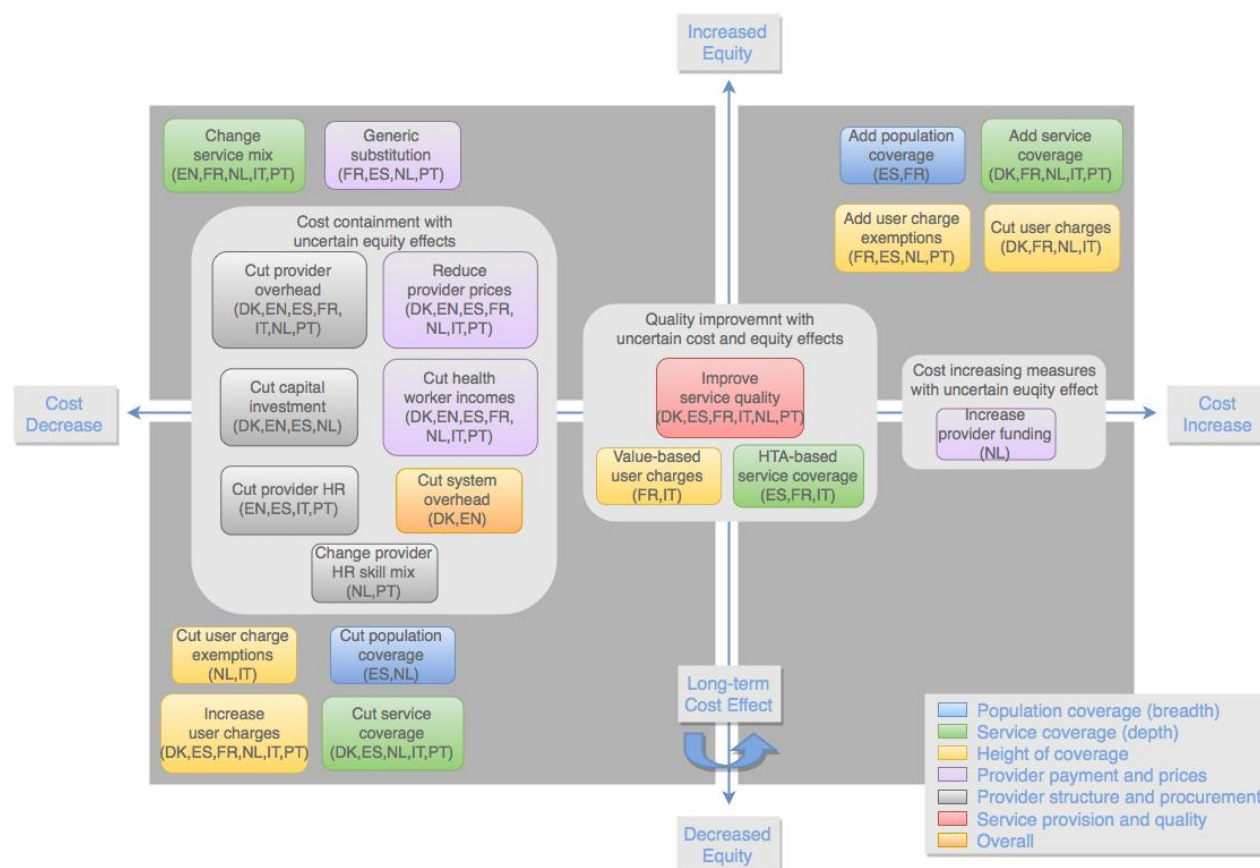 Increased
Equity
Change
service mix
(EN,FR,NL,IT,PT)
Generic
substitution
(FR,ES,NL,PT)
Add population
coverage
(ES,FR)
Add service
coverage
(DK,FR,NL,IT,PT)
Add user charge
exemptions
(FR,ES,NL,PT)
Cut user charges
(DK,FR,NL,IT)
Cost containment with
uncertain equity effects
Cut provider
overhead
(DK,EN,ES,FR,
IT,NL,PT)
Reduce
provider prices
(DK,EN,ES,FR,
NL,IT,PT)
Cut capital
investment
(DK,EN,ES,NL)
Cut health
worker incomes
(DK,EN,ES,FR,
NL,IT,PT)
Cut provider HR
(EN,ES,IT,PT)
Cut system
overhead
(DK,EN)
Change provider
HR skill mix
(NL,PT)
Quality improvemnt with
uncertain cost and equity effects
Improve
service quality
(DK,ES,FR,IT,NL,PT)
Value-based
user charges
(FR,IT)
HTA-based
service coverage
(ES,FR,IT)
Cost increasing measures
with uncertain euqity effect
Increase
provider funding
(NL)
Cost
Decrease
Cost
Increase
Cut user charge
exemptions
(NL,IT)
Cut population
coverage
(ES,NL)
Increase
user charges
(DK,ES,FR,NL,IT,PT)
Cut service
coverage
(DK,ES,NL,IT,PT)
Long-term
Cost Effect
Decreased
Equity
Population coverage (breadth)
Service coverage (depth)
Height of coverage
Provider payment and prices
Provider structure and procurement
Service provision and quality
Overall